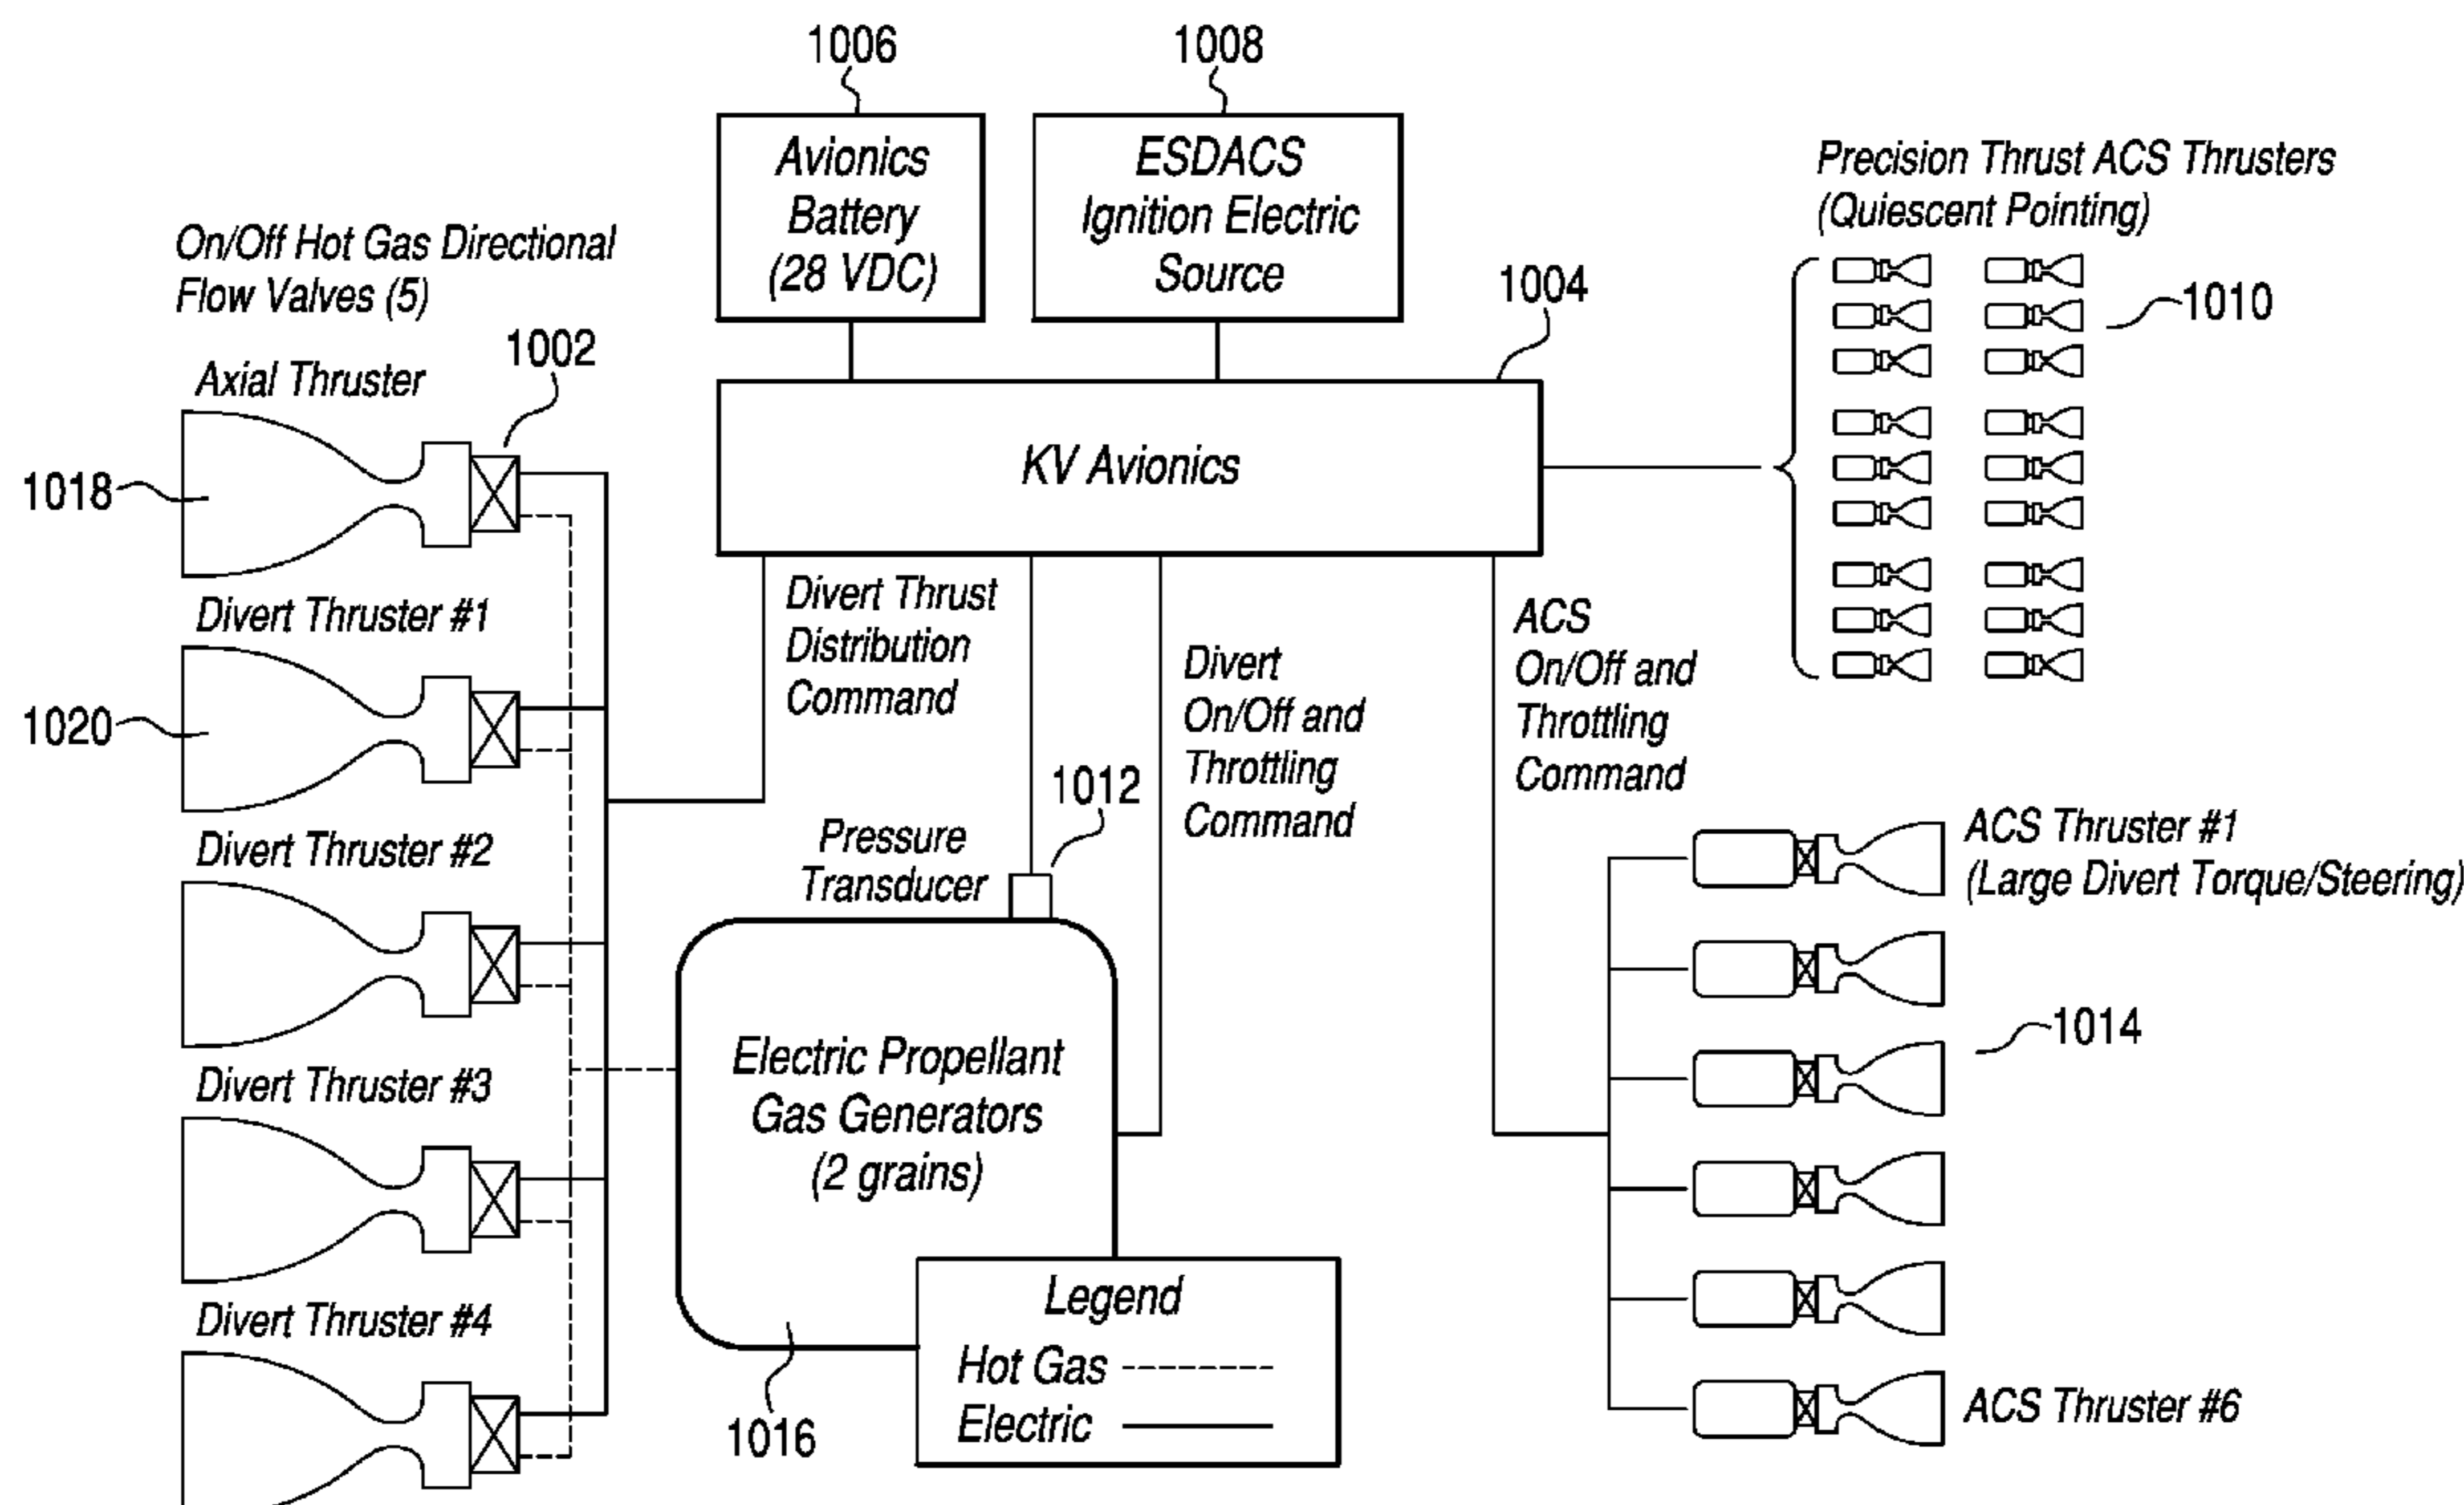 1006
1008
Avionics
Battery
(28 VDC)
ESDACS
Ignition Electric
Source
Precision Thrust ACS Thrusters
(Quiescent Pointing)
1010
On/Off Hot Gas Directional
Flow Valves (5)
1002
1004
Axial Thruster
1018
KV Avionics
Divert Thruster #1
1020
Divert Thrust
Distribution
Command
Divert
On/Off and
Throttling
Command
ACS
On/Off and
Throttling
Command
1012
Pressure
Transducer
Divert Thruster #2
ACS Thruster #1
(Large Divert Torque/Steering)
1014
Electric Propellant
Gas Generators
(2 grains)
Divert Thruster #3
Divert Thruster #4
1016
Legend
Hot Gas
Electric
ACS Thruster #6